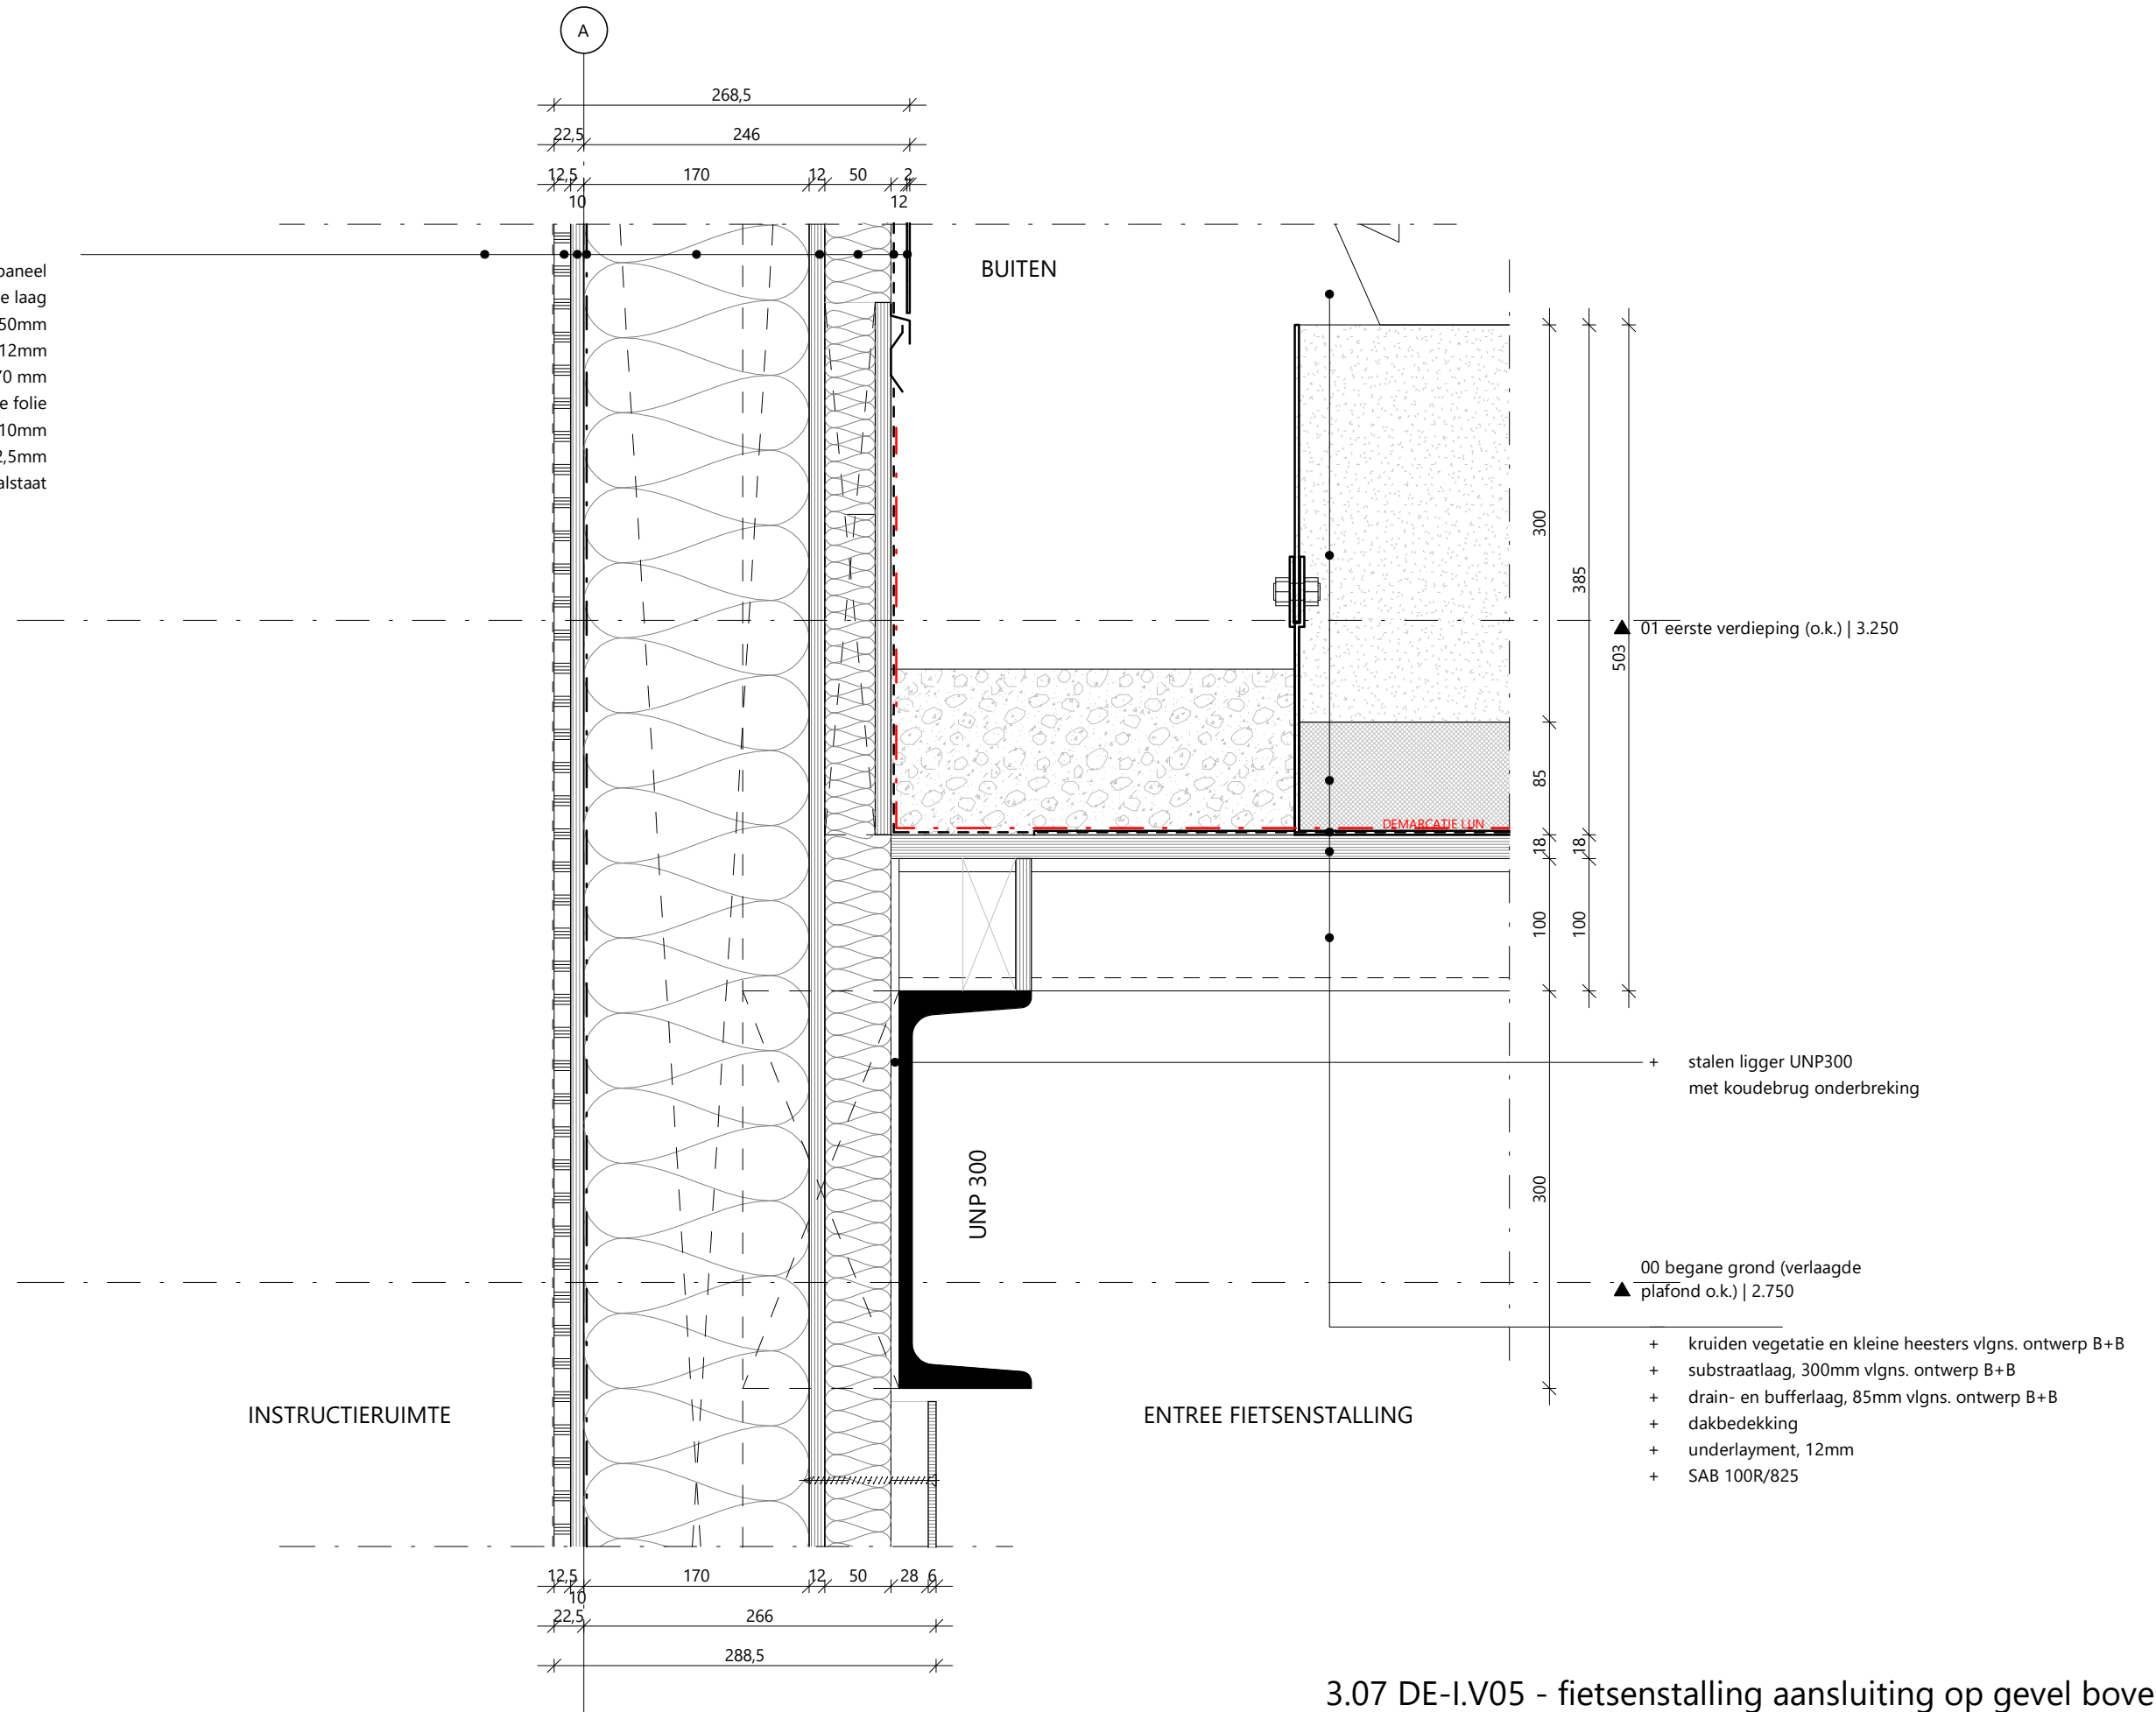 A
268,5
22,5
246
12,5
170
12
50
2
10
12
BUITEN
paneel
e laag
50mm
12mm
70 mm
e folie
10mm
2,5mm
alstaat
300
385
503
01 eerste verdieping (o.k.) | 3.250
85
DEMARCATIE LIJN
18
18
100
100
+ stalen ligger UNP300
met koudebrug onderbreking
UNP 300
300
00 begane grond (verlaagde
plafond o.k.) | 2.750
+ kruiden vegetatie en kleine heesters vlgns. ontwerp B+B
+ substraatlaag, 300mm vlgns. ontwerp B+B
+ drain- en bufferlaag, 85mm vlgns. ontwerp B+B
+ dakbedekking
+ underlayment, 12mm
+ SAB 100R/825
INSTRUCTIERUIMTE
ENTREE FIETSENSTALLING
12,5
170
12
50
28
6
10
22,5
266
288,5
3.07 DE-I.V05 - fietsenstalling aansluiting op gevel bove